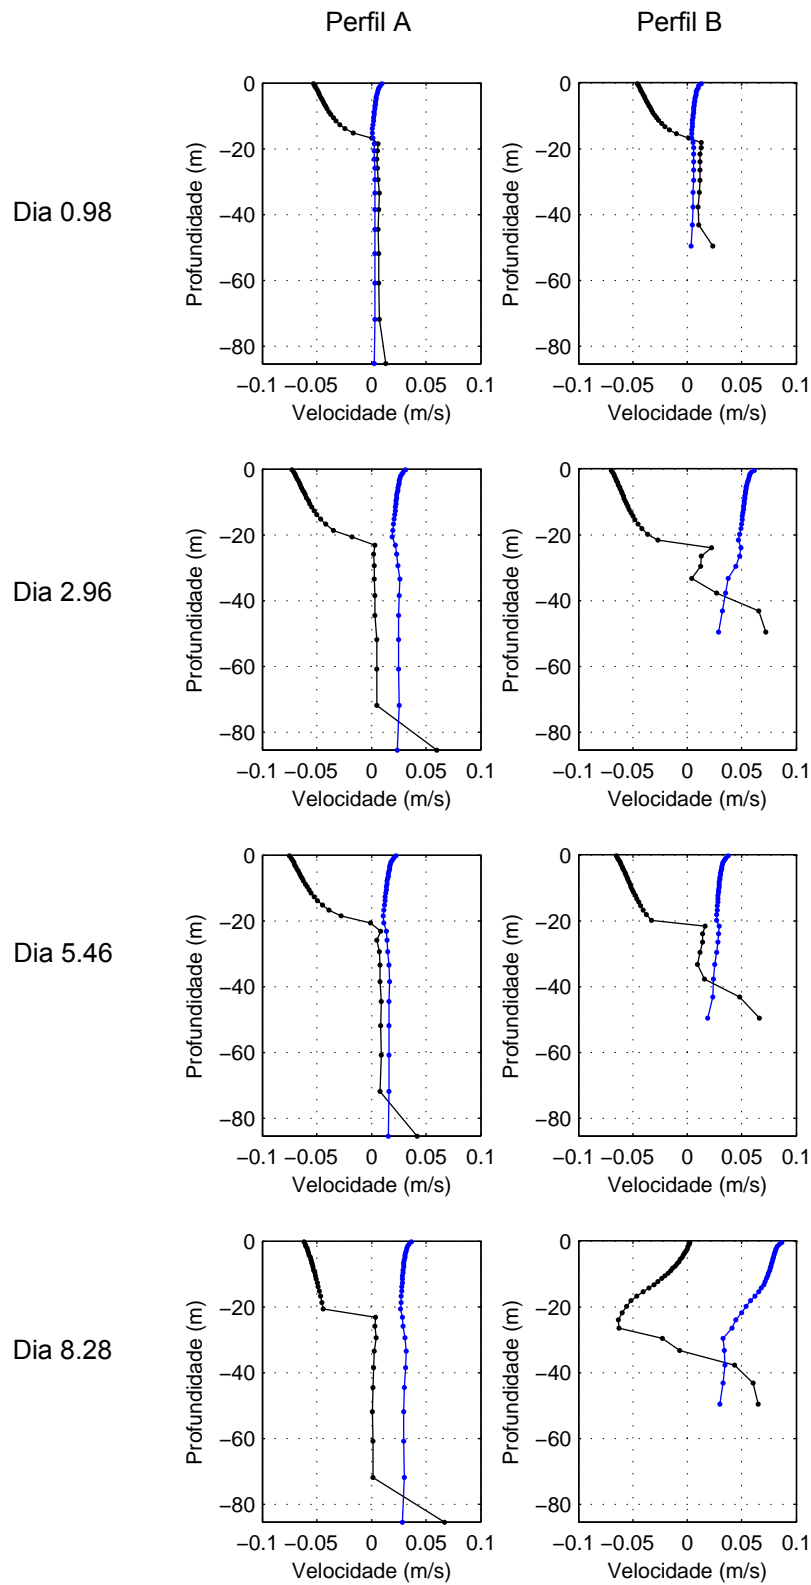 Perfil A Perfil B
Dia 0.98
0
−20
−40
−60
−80
Profundidade (m)
−0.1 −0.05 0 0.05 0.1
Velocidade (m/s)
0
−20
−40
−60
−80
Profundidade (m)
−0.1 −0.05 0 0.05 0.1
Velocidade (m/s)
Dia 2.96
0
−20
−40
−60
−80
Profundidade (m)
−0.1 −0.05 0 0.05 0.1
Velocidade (m/s)
0
−20
−40
−60
−80
Profundidade (m)
−0.1 −0.05 0 0.05 0.1
Velocidade (m/s)
Dia 5.46
0
−20
−40
−60
−80
Profundidade (m)
−0.1 −0.05 0 0.05 0.1
Velocidade (m/s)
0
−20
−40
−60
−80
Profundidade (m)
−0.1 −0.05 0 0.05 0.1
Velocidade (m/s)
Dia 8.28
0
−20
−40
−60
−80
Profundidade (m)
−0.1 −0.05 0 0.05 0.1
Velocidade (m/s)
0
−20
−40
−60
−80
Profundidade (m)
−0.1 −0.05 0 0.05 0.1
Velocidade (m/s)